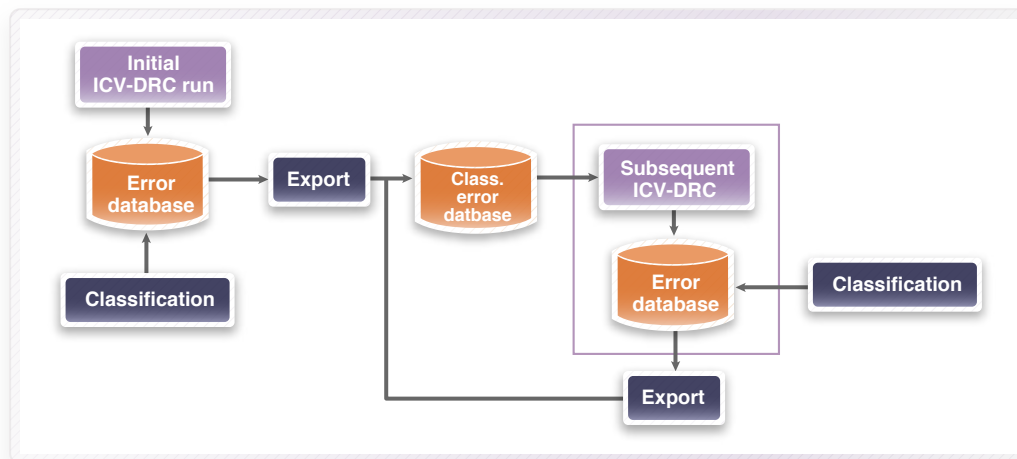 Initial
ICV-DRC run
Error
database
Classification
Export
Class.
error
datbase
Subsequent
ICV-DRC
Error
database
Classification
Export